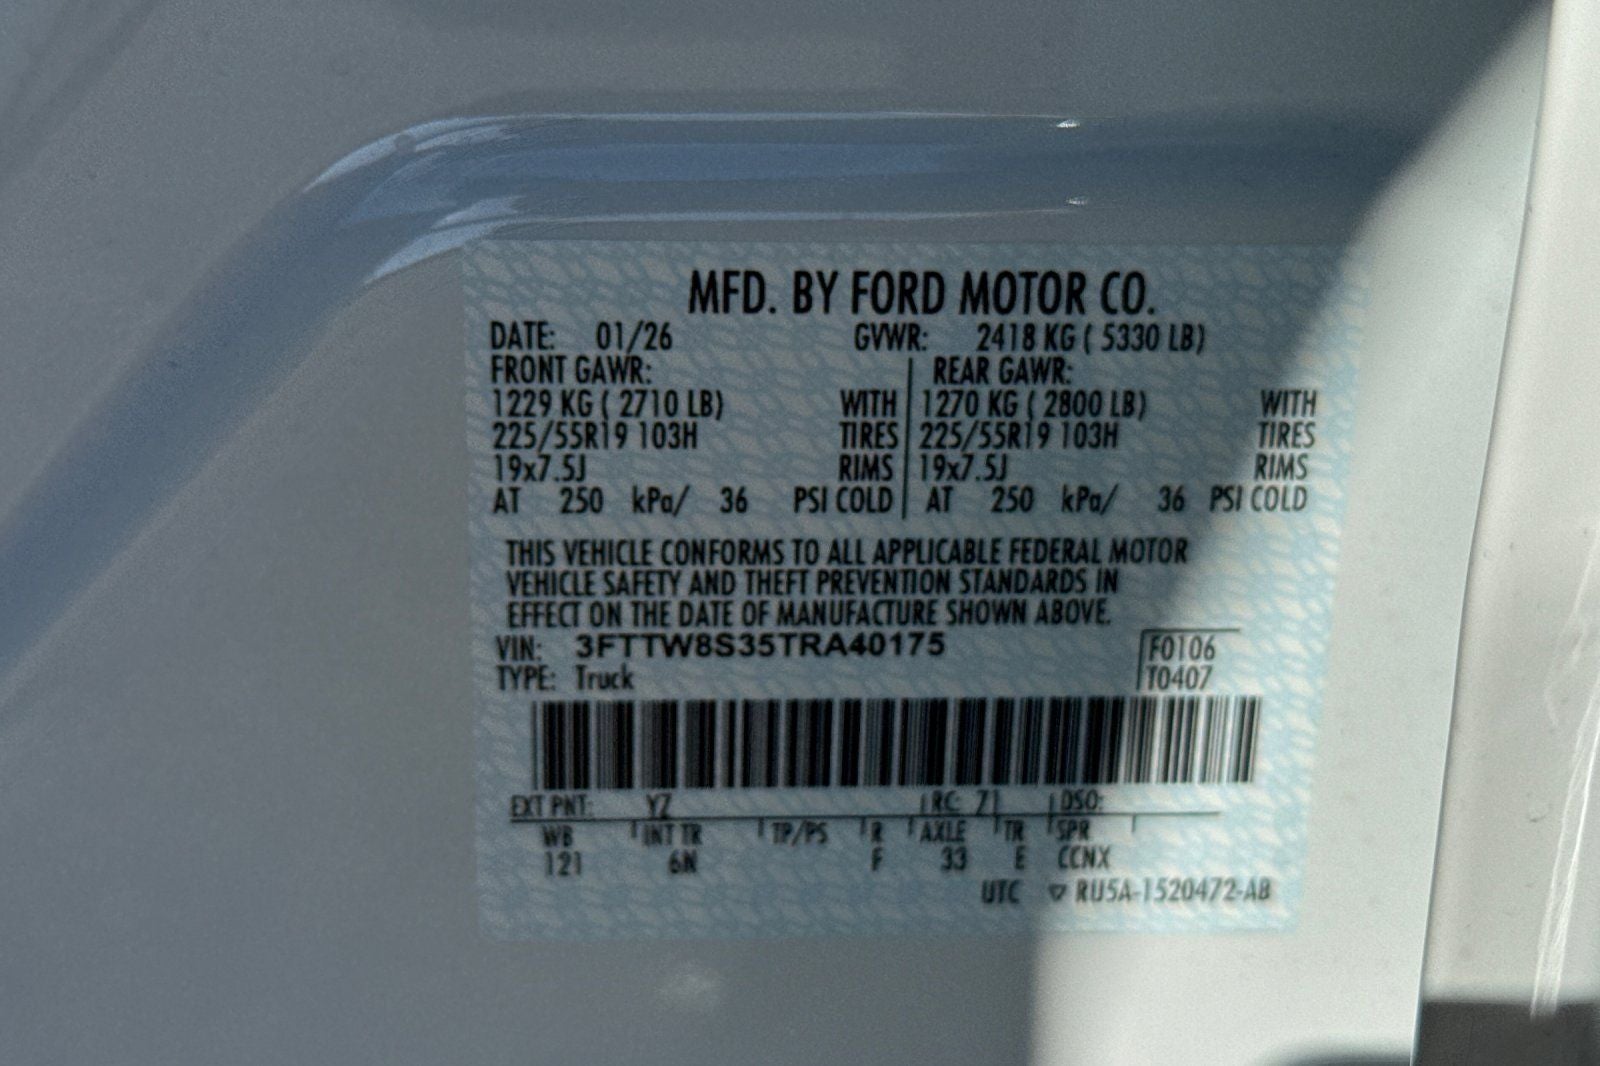 MFD. BY FORD MOTOR CO.
DATE: 01/26 GVWR: 2418 KG ( 5330 LB)
FRONT GAWR: REAR GAWR:
1229 KG ( 2710 LB) WITH 1270 KG ( 2800 LB) WITH
225/55R19 103H TIRES 225/55R19 103H TIRES
19x7.5J RIMS 19x7.5J RIMS
AT 250 kPa/ 36 PSI COLD AT 250 kPa/ 36 PSI COLD
THIS VEHICLE CONFORMS TO ALL APPLICABLE FEDERAL MOTOR
VEHICLE SAFETY AND THEFT PREVENTION STANDARDS IN
EFFECT ON THE DATE OF MANUFACTURE SHOWN ABOVE.
VIN: 3FTTW8S35TRA40175 F0106
TYPE: Truck T0407
EXT PNT: YZ RC: 71 DSO:
WB INT TR TP/PS R AXLE TR SPR
121 6N F 33 E CCNX
UTC ▽ RU5A-1520472-AB